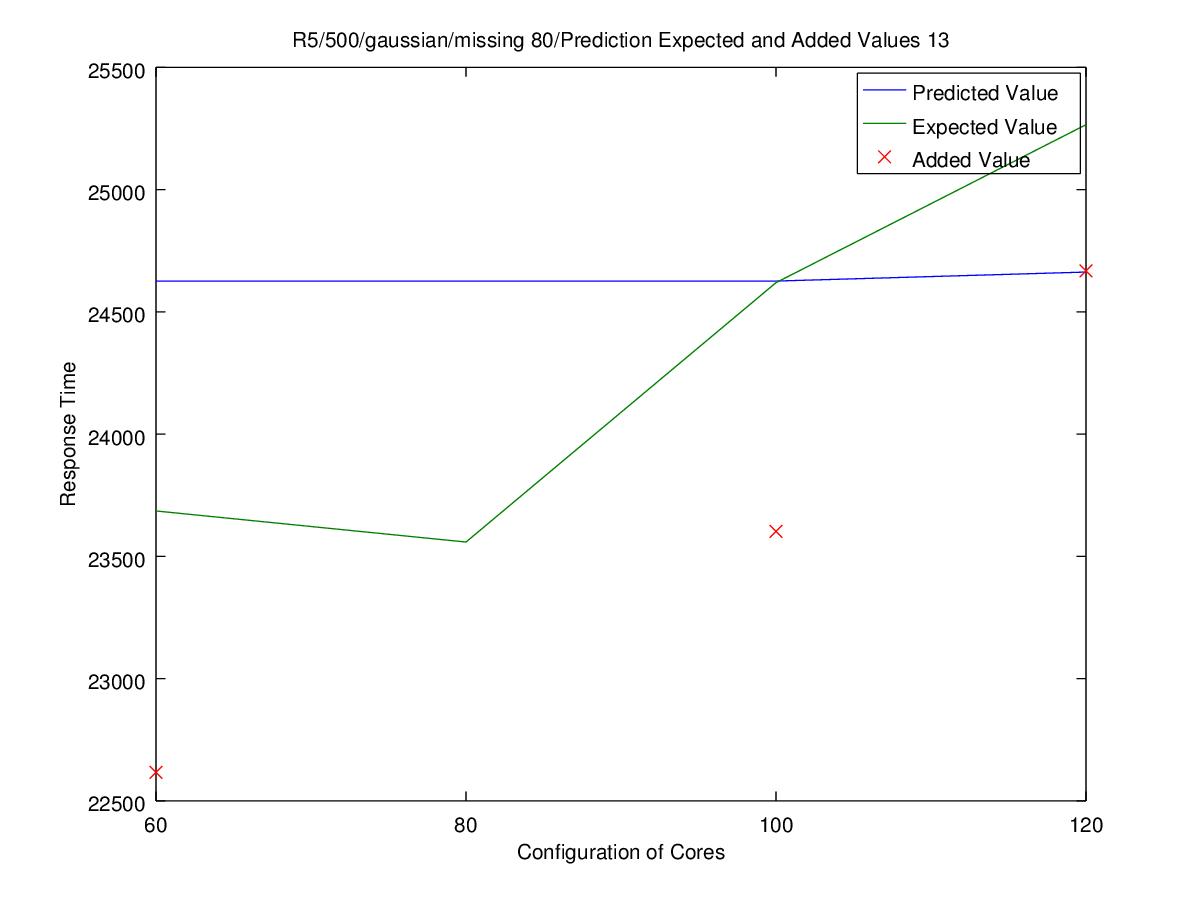 R5/500/gaussian/missing 80/Prediction Expected and Added Values 13
25500
25000
24500
24000
23500
23000
22500
Response Time
Predicted Value
Expected Value
Added Value
60 80 100 120
Configuration of Cores